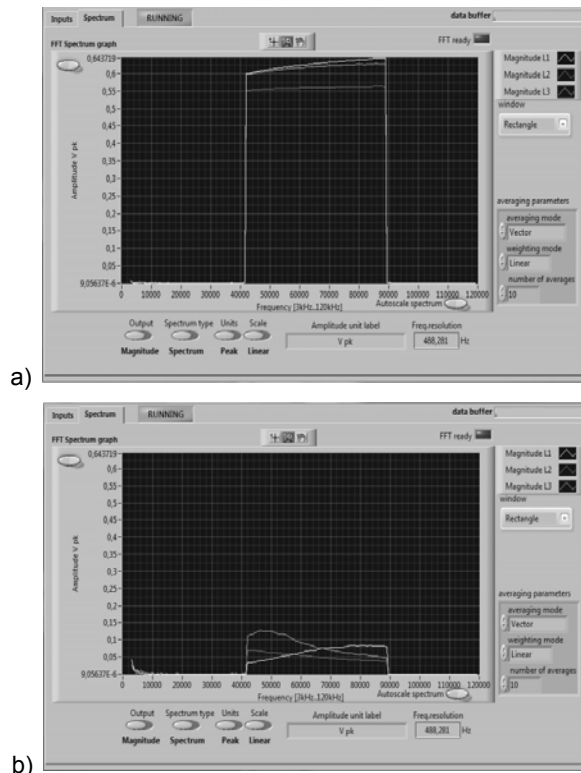 a)
Inputs Spectrum RUNNING data buffer
FFT Spectrum graph FFT ready
0,643719
0,6
0,55
0,5
0,45
0,4
0,35
0,3
0,25
0,2
0,15
0,1
0,05
9,05637E-6
Amplitude V pk
0 10000 20000 30000 40000 50000 60000 70000 80000 90000 100000 110000 120000
Frequency [3kHz..120kHz]
Autoscale spectrum
Magnitude L1
Magnitude L2
Magnitude L3
window
Rectangle
averaging parameters
averaging mode
Vector
weighting mode
Linear
number of averages
10
Output Spectrum type Units Scale
Magnitude Spectrum Peak Linear
Amplitude unit label
V pk
Freq.resolution
488,281 Hz
b)
Inputs Spectrum RUNNING data buffer
FFT Spectrum graph FFT ready
0,643719
0,55
0,5
0,45
0,4
0,35
0,3
0,25
0,2
0,15
0,1
0,05
9,05637E-6
Amplitude V pk
0 10000 20000 30000 40000 50000 60000 70000 80000 90000 100000 110000 120000
Frequency [3kHz..120kHz]
Autoscale spectrum
Magnitude L1
Magnitude L2
Magnitude L3
window
Rectangle
averaging parameters
averaging mode
Vector
weighting mode
Linear
number of averages
10
Output Spectrum type Units Scale
Magnitude Spectrum Peak Linear
Amplitude unit label
V pk
Freq.resolution
488,281 Hz